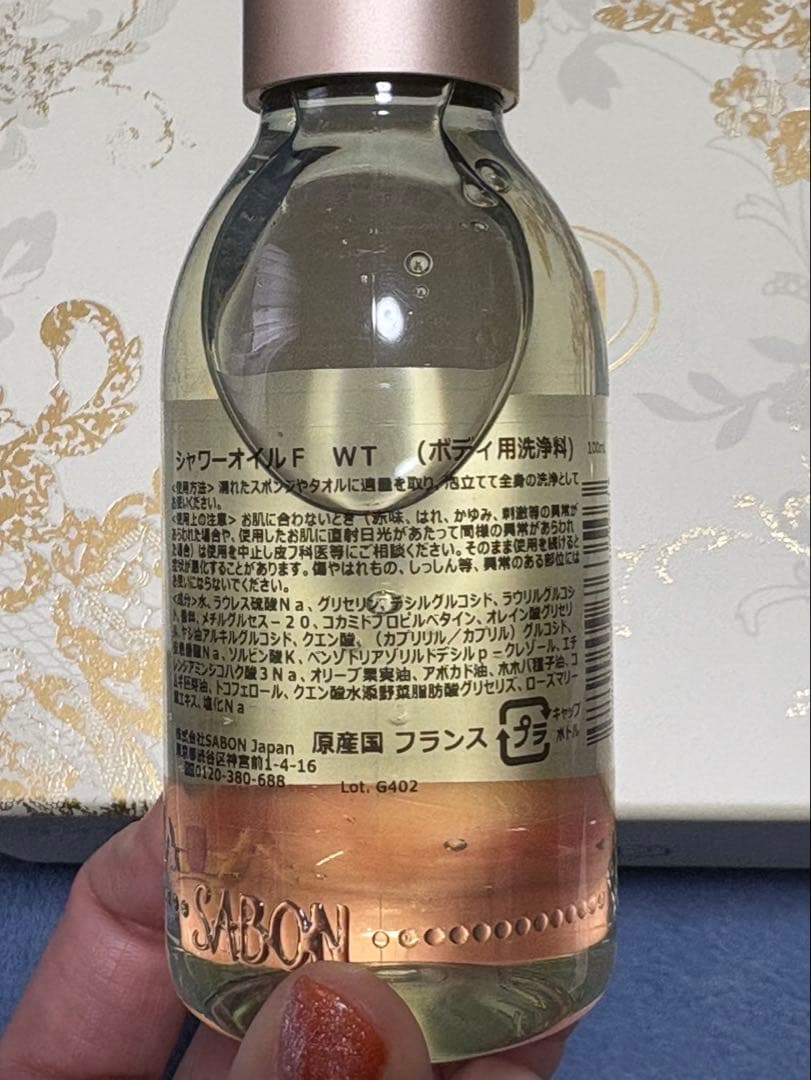 シャワーオイルF WT (ボディ用洗浄料) 100mL
<使用方法> 濡れたスポンジやタオルに適量を取り、泡立てて全身の洗浄として
お使いください。
<使用上の注意> お肌に合わないとき(赤味、はれ、かゆみ、刺激等の異常が
あらわれた場合や、使用したお肌に直射日光があたって同様の異常があらわれ
た場合)は使用を中止し皮フ科医等にご相談ください。そのまま使用を続けると
症状が悪化することがあります。傷やはれもの、しっしん等、異常のある部位には
お使いにならないでください。
<成分>水、ラウレス硫酸Na、グリセリン、デシルグルコシド、ラウリルグルコシ
ド、香料、メチルグルセス-20、コカミドプロピルベタイン、オレイン酸グリセリ
ル、ヤシ油アルキルグルコシド、クエン酸、(カプリリル/カプリル)グルコシド、
安息香酸Na、ソルビン酸K、ベンゾトリアゾリルドデシルp-クレゾール、エチ
レンジアミンジコハク酸3Na、オリーブ果実油、アボカド油、ホホバ種子油、コ
ムギ胚芽油、トコフェロール、クエン酸水添野菜脂肪酸グリセリズ、ローズマリー
葉エキス、塩化Na
株式会社SABON Japan 原産国 フランス
東京都渋谷区神宮前1-4-16
0120-380-688
プラ
キャップ
ボトル
Lot. G402
SABON